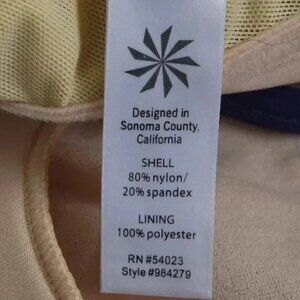 Designed in
Sonoma County,
California
SHELL
80% nylon/
20% spandex
LINING
100% polyester
RN #54023
Style #984279